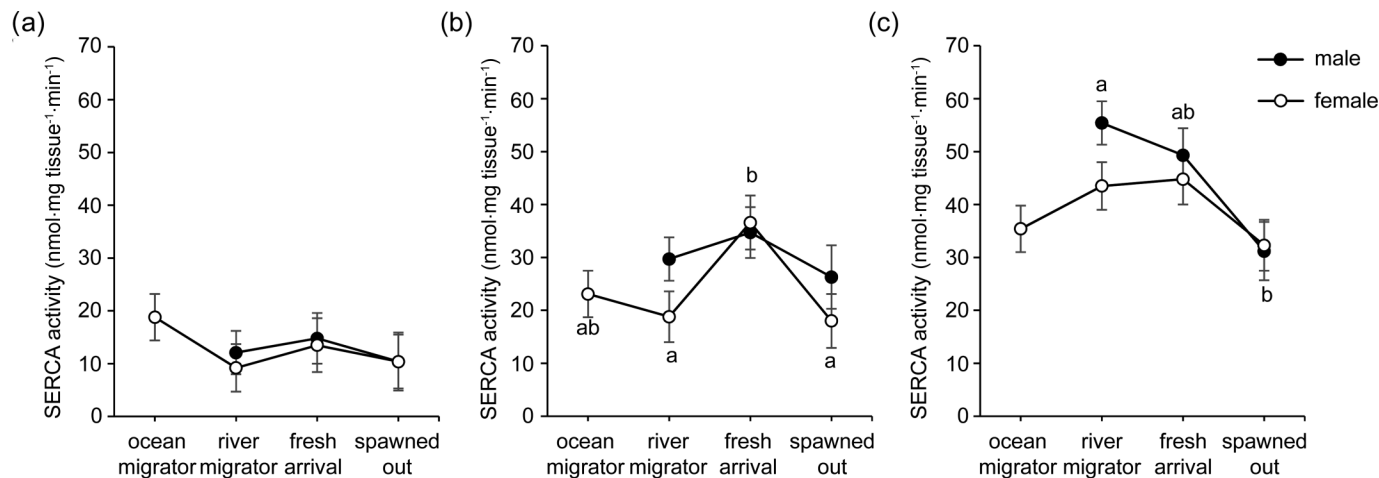 (a)
SERCA activity (nmol·mg tissue⁻¹·min⁻¹)
70
60
50
40
30
20
10
0
ocean
migrator
river
migrator
fresh
arrival
spawned
out
(b)
SERCA activity (nmol·mg tissue⁻¹·min⁻¹)
70
60
50
40
30
20
10
0
b
ab
a
a
ocean
migrator
river
migrator
fresh
arrival
spawned
out
(c)
SERCA activity (nmol·mg tissue⁻¹·min⁻¹)
70
60
50
40
30
20
10
0
a
ab
b
ocean
migrator
river
migrator
fresh
arrival
spawned
out
male
female